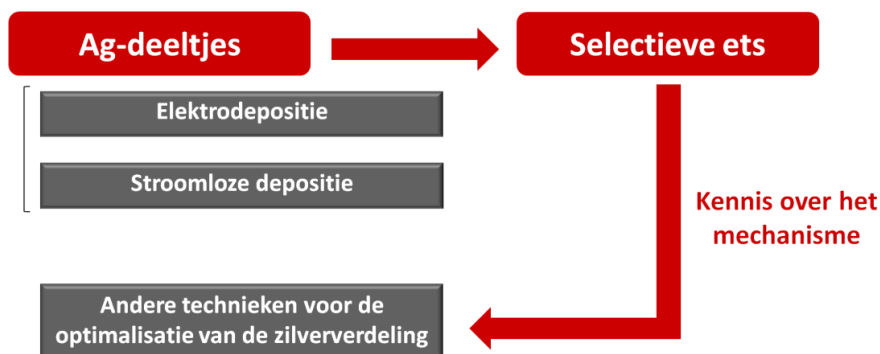 Ag-deeltjes
Selectieve ets
Elektrodepositie
Stroomloze depositie
Kennis over het
mechanisme
Andere technieken voor de
optimalisatie van de zilververdeling